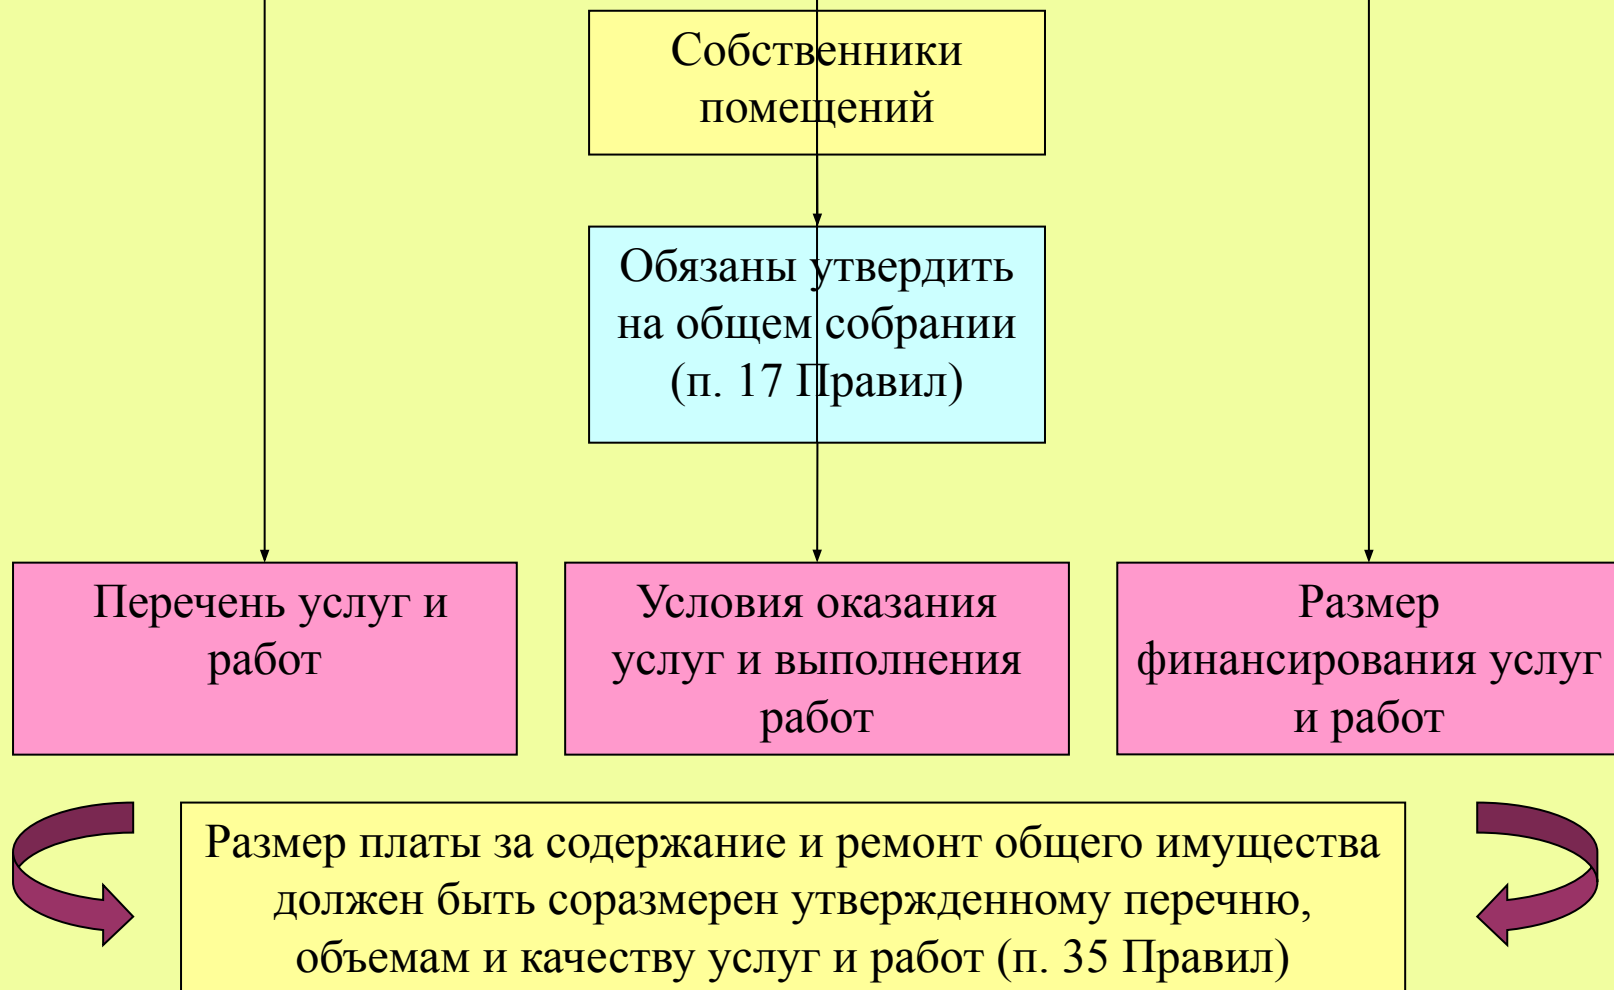 Собственники
помещений
Обязаны утвердить
на общем собрании
(п. 17 Правил)
Перечень услуг и
работ
Условия оказания
услуг и выполнения
работ
Размер
финансирования услуг
и работ
Размер платы за содержание и ремонт общего имущества
должен быть соразмерен утвержденному перечню,
объемам и качеству услуг и работ (п. 35 Правил)